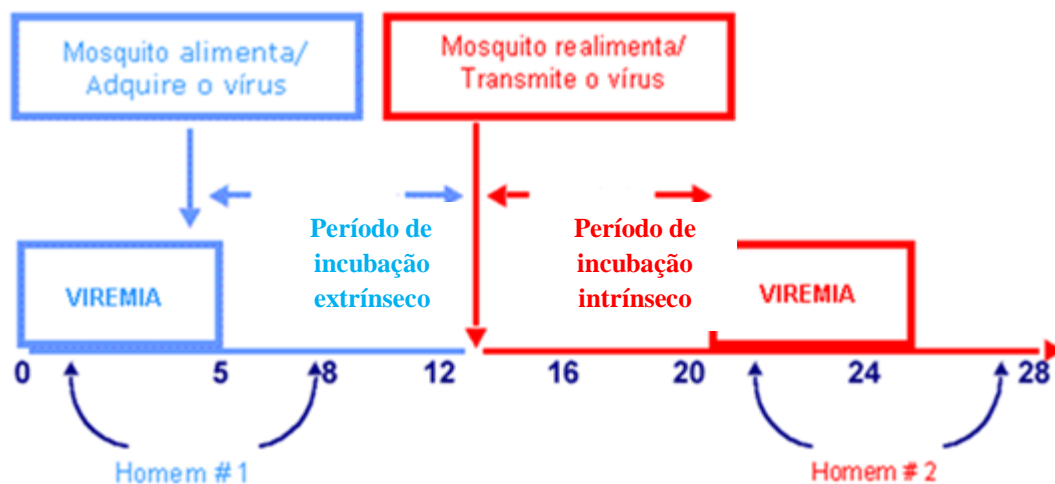 Mosquito alimenta/
Adquire o vírus
Mosquito realimenta/
Transmite o vírus
Período de
incubação
extrínseco
Período de
incubação
intrínseco
VIREMIA
VIREMIA
0 5 8 12 16 20 24 28
Homem # 1
Homem # 2